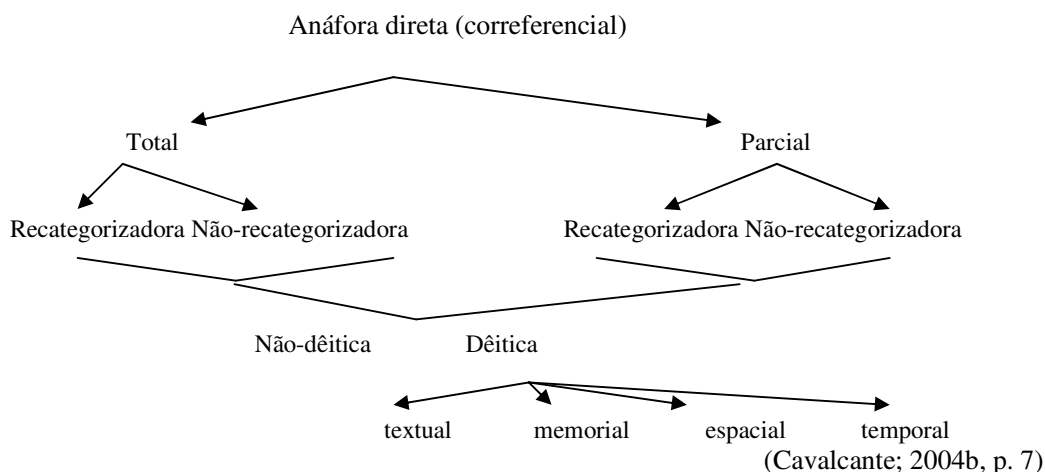 Anáfora direta (correferencial)
Total Parcial
Recategorizadora Não-recategorizadora Recategorizadora Não-recategorizadora
Não-dêitica Dêitica
textual memorial espacial temporal
(Cavalcante; 2004b, p. 7)